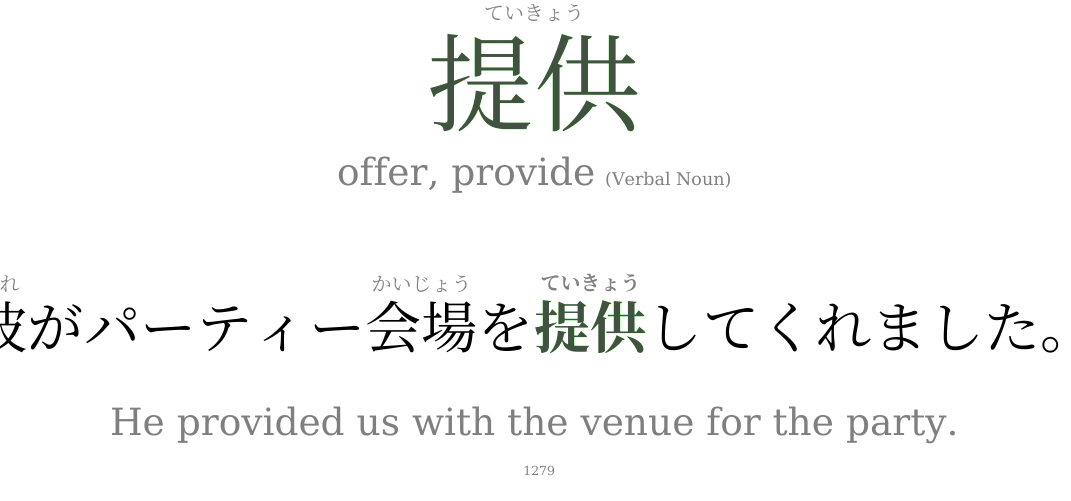 ていきょう
提供
offer, provide (Verbal Noun)
れ かいじょう ていきょう
彼がパーティー会場を提供してくれました。
He provided us with the venue for the party.
1279